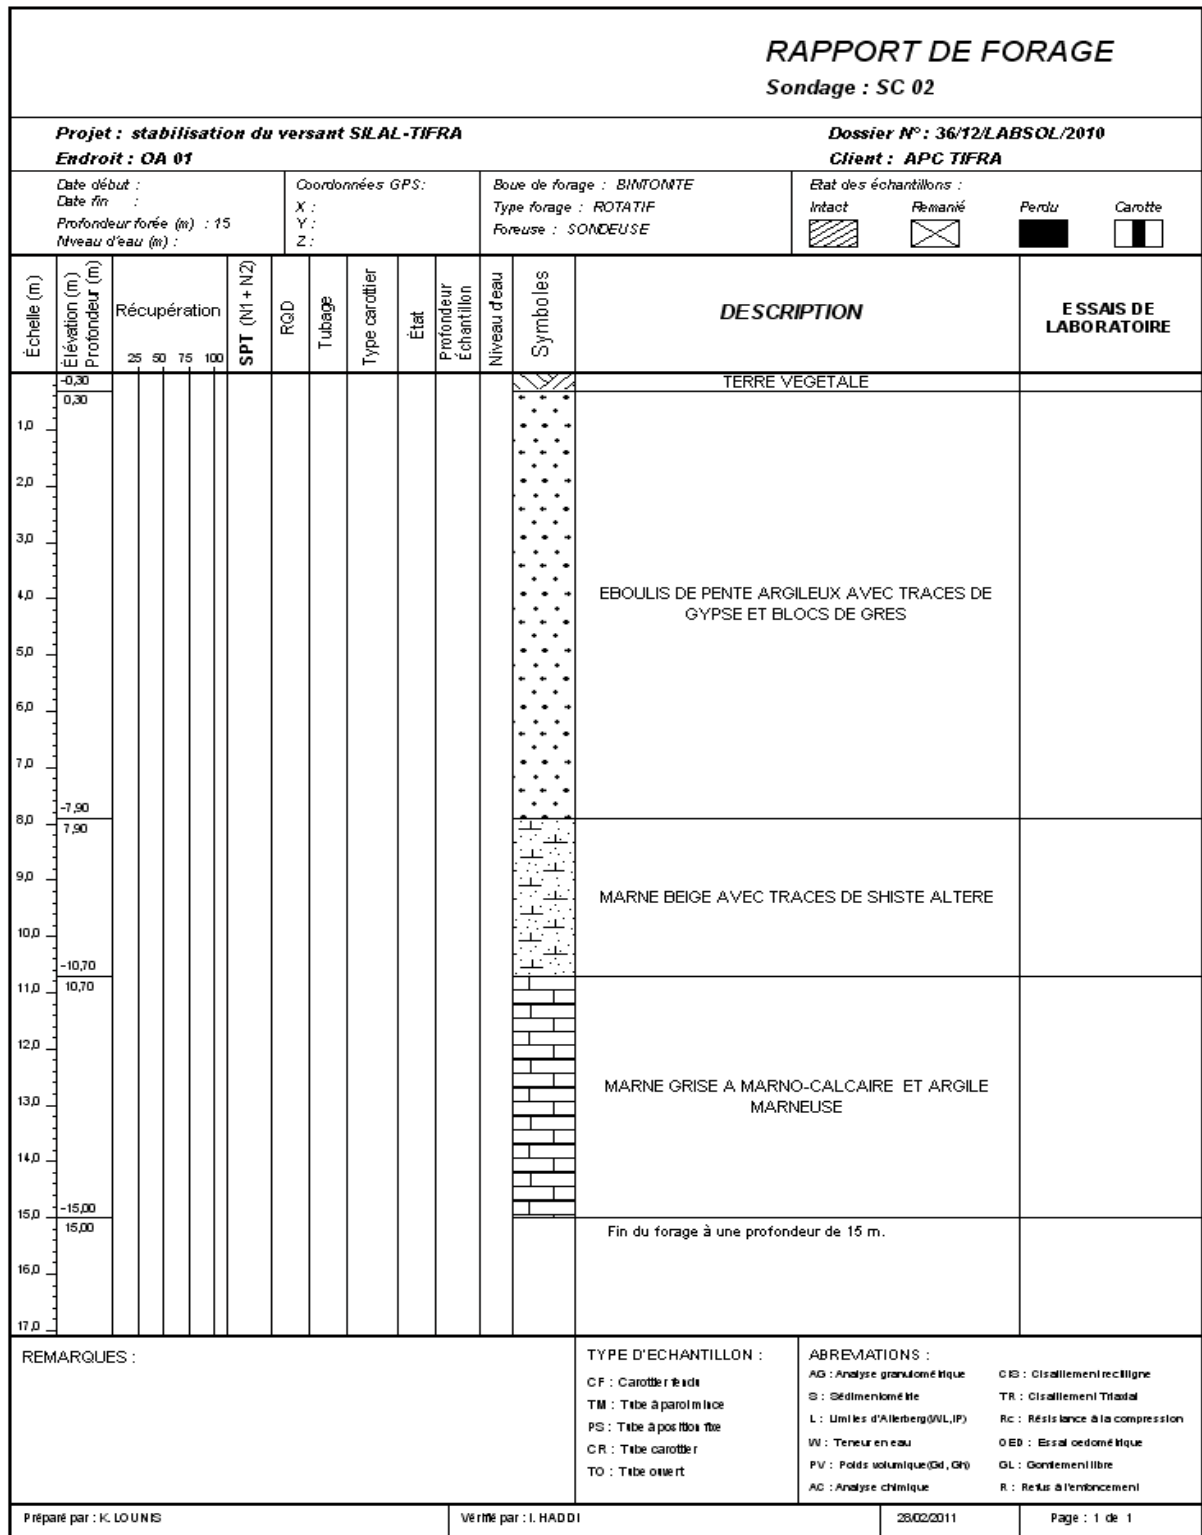 RAPPORT DE FORAGE
Sondage : SC 02
Projet : stabilisation du versant SILAL-TIFRA
Dossier N° : 36/12/LABSOL/2010
Endroit : OA 01
Client : APC TIFRA
Date début :
Date fin :
Profondeur forée (m) : 15
Niveau d'eau (m) :
Coordonnées GPS:
X :
Y :
Z :
Boue de forage : BINTONITE
Type forage : ROTATIF
Foreuse : SONDEUSE
Etat des échantillons :
Intact Remanié Perdu Carotte
Échelle (m)
Élévation (m)
Profondeur (m)
Récupération
25 50 75 100
SPT (N1 + N2)
RQD
Tubage
Type carottier
État
Profondeur
Échantillon
Niveau d'eau
Symboles
DESCRIPTION
ESSAIS DE
LABORATOIRE
-0,30
TERRE VEGETALE
0,30
1,0
2,0
3,0
4,0
EBOULIS DE PENTE ARGILEUX AVEC TRACES DE
GYPSE ET BLOCS DE GRES
5,0
6,0
7,0
-7,90
8,0
7,90
9,0
MARNE BEIGE AVEC TRACES DE SHISTE ALTERE
10,0
-10,70
11,0
10,70
12,0
MARNE GRISE A MARNO-CALCAIRE ET ARGILE
MARNEUSE
13,0
14,0
-15,00
15,0
15,00
Fin du forage à une profondeur de 15 m.
16,0
17,0
REMARQUES :
TYPE D'ECHANTILLON :
CF : Carottier fendu
TM : Tube à paroi mince
PS : Tube à position fixe
CR : Tube carottier
TO : Tube ouvert
ABREVIATIONS :
AG : Analyse granulométrique
S : Sédimentométrie
L : Limites d'Atterberg(WL,IP)
W : Teneur en eau
PV : Poids volumique(Gd, Gh)
AC : Analyse chimique
CIS : Cisaillement rectiligne
TR : Cisaillement Triaxial
Rc : Résistance à la compression
OED : Essai oedométrique
GL : Gonflement libre
R : Refus à l'enfoncement
Préparé par : K. LOUNIS
Vérifié par : I. HADDI
28/02/2011
Page : 1 de 1